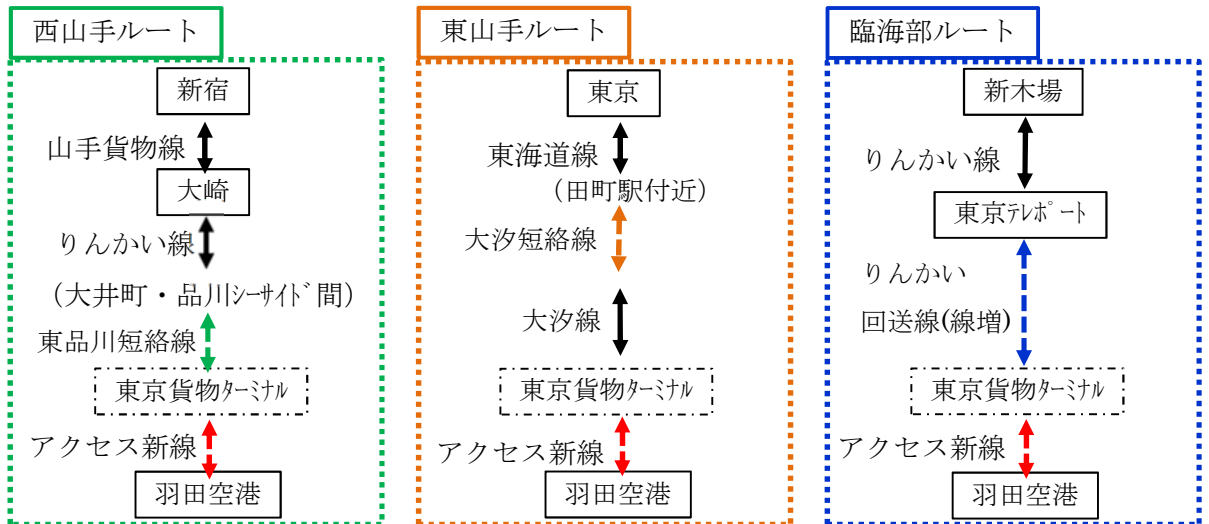 西山手ルート
新宿
山手貨物線
大崎
りんかい線
（大井町・品川ｼｰｻｲﾄﾞ間）
東品川短絡線
東京貨物ﾀｰﾐﾅﾙ
アクセス新線
羽田空港
東山手ルート
東京
東海道線
（田町駅付近）
大汐短絡線
大汐線
東京貨物ﾀｰﾐﾅﾙ
アクセス新線
羽田空港
臨海部ルート
新木場
りんかい線
東京ﾃﾚﾎﾟｰﾄ
りんかい
回送線(線増)
東京貨物ﾀｰﾐﾅﾙ
アクセス新線
羽田空港